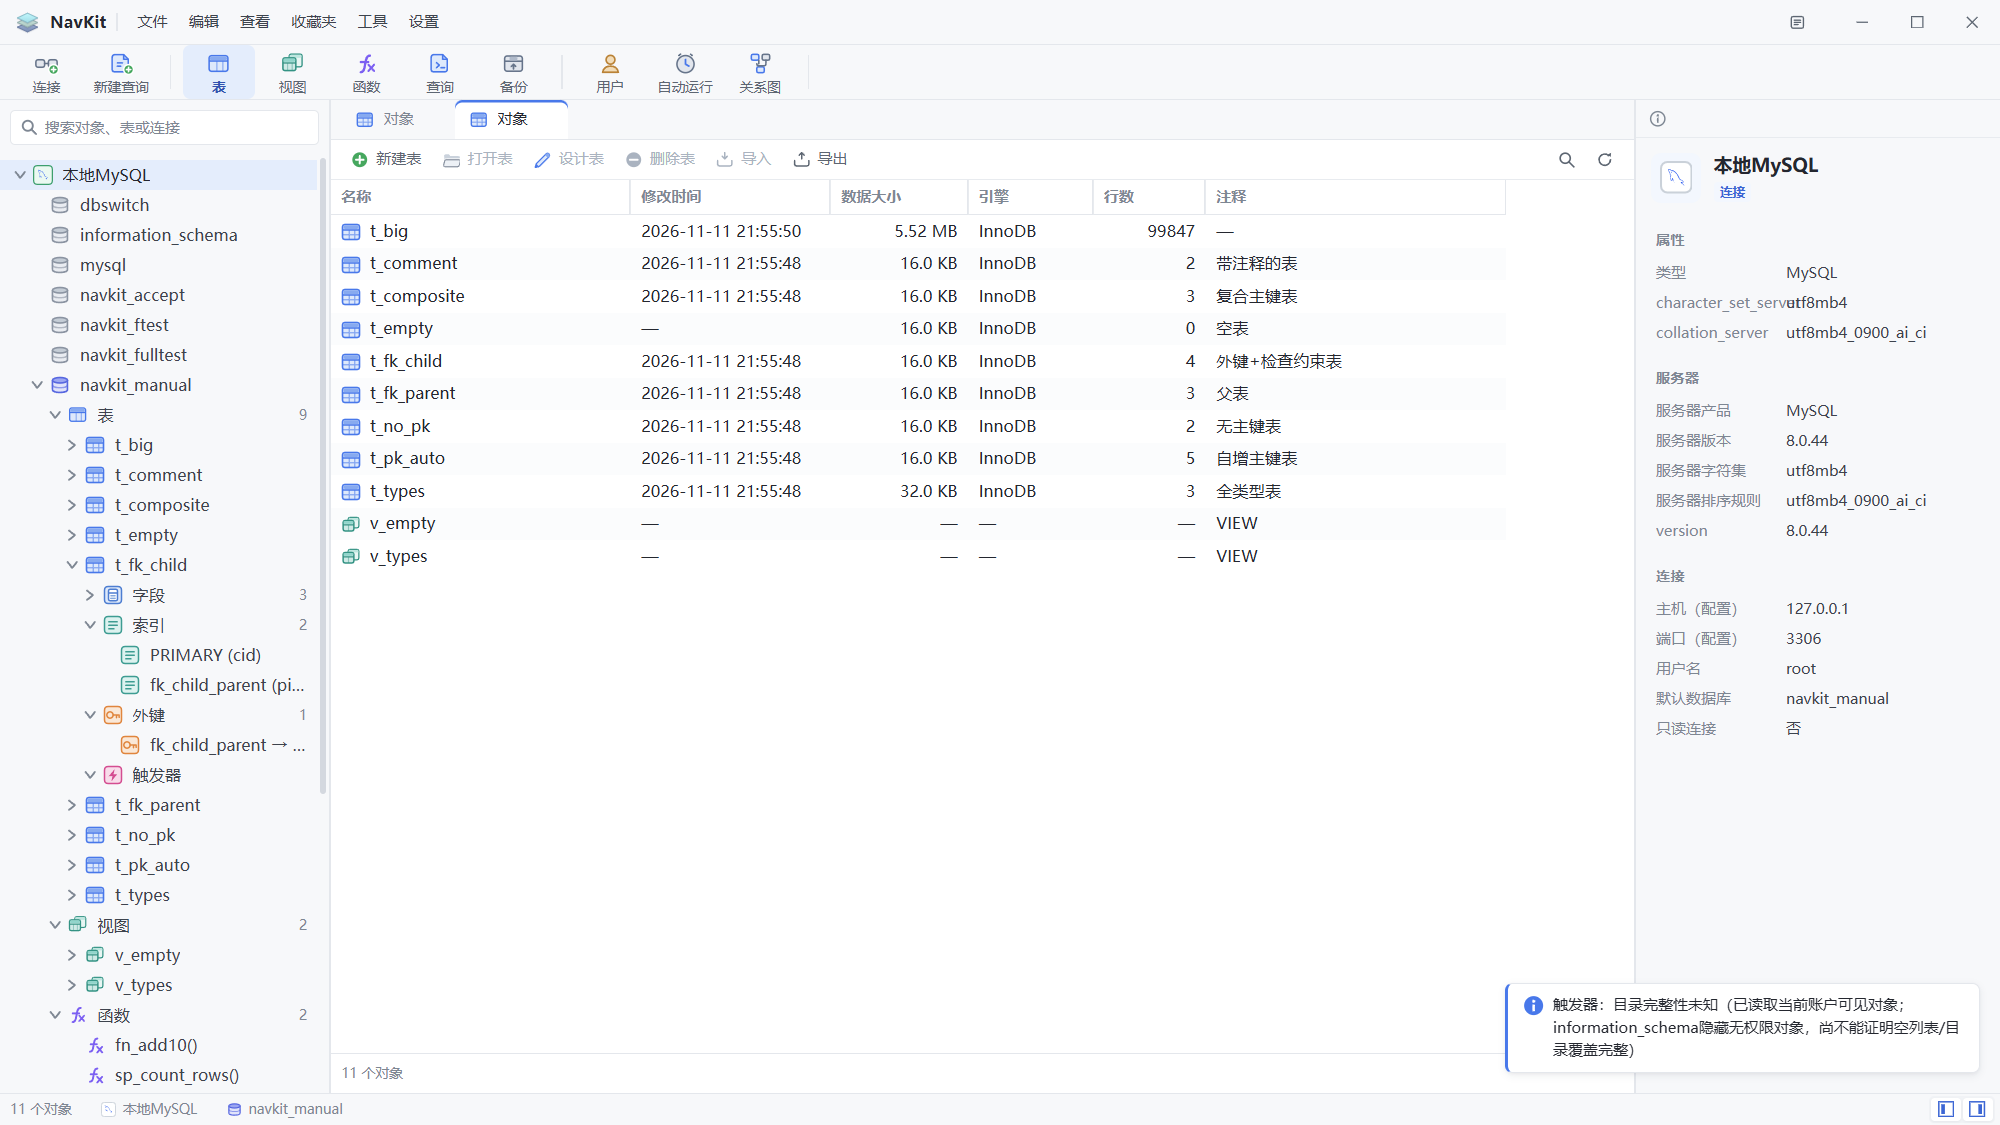 NavKit 文件 编辑 查看 收藏夹 工具 设置
连接 新建查询 表 视图 函数 查询 备份 用户 自动运行 关系图
搜索对象、表或连接
本地MySQL
dbswitch
information_schema
mysql
navkit_accept
navkit_ftest
navkit_fulltest
navkit_manual
表 9
t_big
t_comment
t_composite
t_empty
t_fk_child
字段 3
索引 2
PRIMARY (cid)
fk_child_parent (pi...
外键 1
fk_child_parent → ...
触发器
t_fk_parent
t_no_pk
t_pk_auto
t_types
视图 2
v_empty
v_types
函数 2
fn_add10()
sp_count_rows()
对象 对象
新建表 打开表 设计表 删除表 导入 导出
名称 修改时间 数据大小 引擎 行数 注释
t_big 2026-11-11 21:55:50 5.52 MB InnoDB 99847 —
t_comment 2026-11-11 21:55:48 16.0 KB InnoDB 2 带注释的表
t_composite 2026-11-11 21:55:48 16.0 KB InnoDB 3 复合主键表
t_empty — 16.0 KB InnoDB 0 空表
t_fk_child 2026-11-11 21:55:48 16.0 KB InnoDB 4 外键+检查约束表
t_fk_parent 2026-11-11 21:55:48 16.0 KB InnoDB 3 父表
t_no_pk 2026-11-11 21:55:48 16.0 KB InnoDB 2 无主键表
t_pk_auto 2026-11-11 21:55:48 16.0 KB InnoDB 5 自增主键表
t_types 2026-11-11 21:55:48 32.0 KB InnoDB 3 全类型表
v_empty — — — — VIEW
v_types — — — — VIEW
11 个对象
本地MySQL
连接
属性
类型 MySQL
character_set_server utf8mb4
collation_server utf8mb4_0900_ai_ci
服务器
服务器产品 MySQL
服务器版本 8.0.44
服务器字符集 utf8mb4
服务器排序规则 utf8mb4_0900_ai_ci
version 8.0.44
连接
主机（配置） 127.0.0.1
端口（配置） 3306
用户名 root
默认数据库 navkit_manual
只读连接 否
触发器：目录完整性未知（已读取当前账户可见对象；
information_schema隐藏无权限对象，尚不能证明空列表/目
录覆盖完整）
11 个对象 本地MySQL navkit_manual